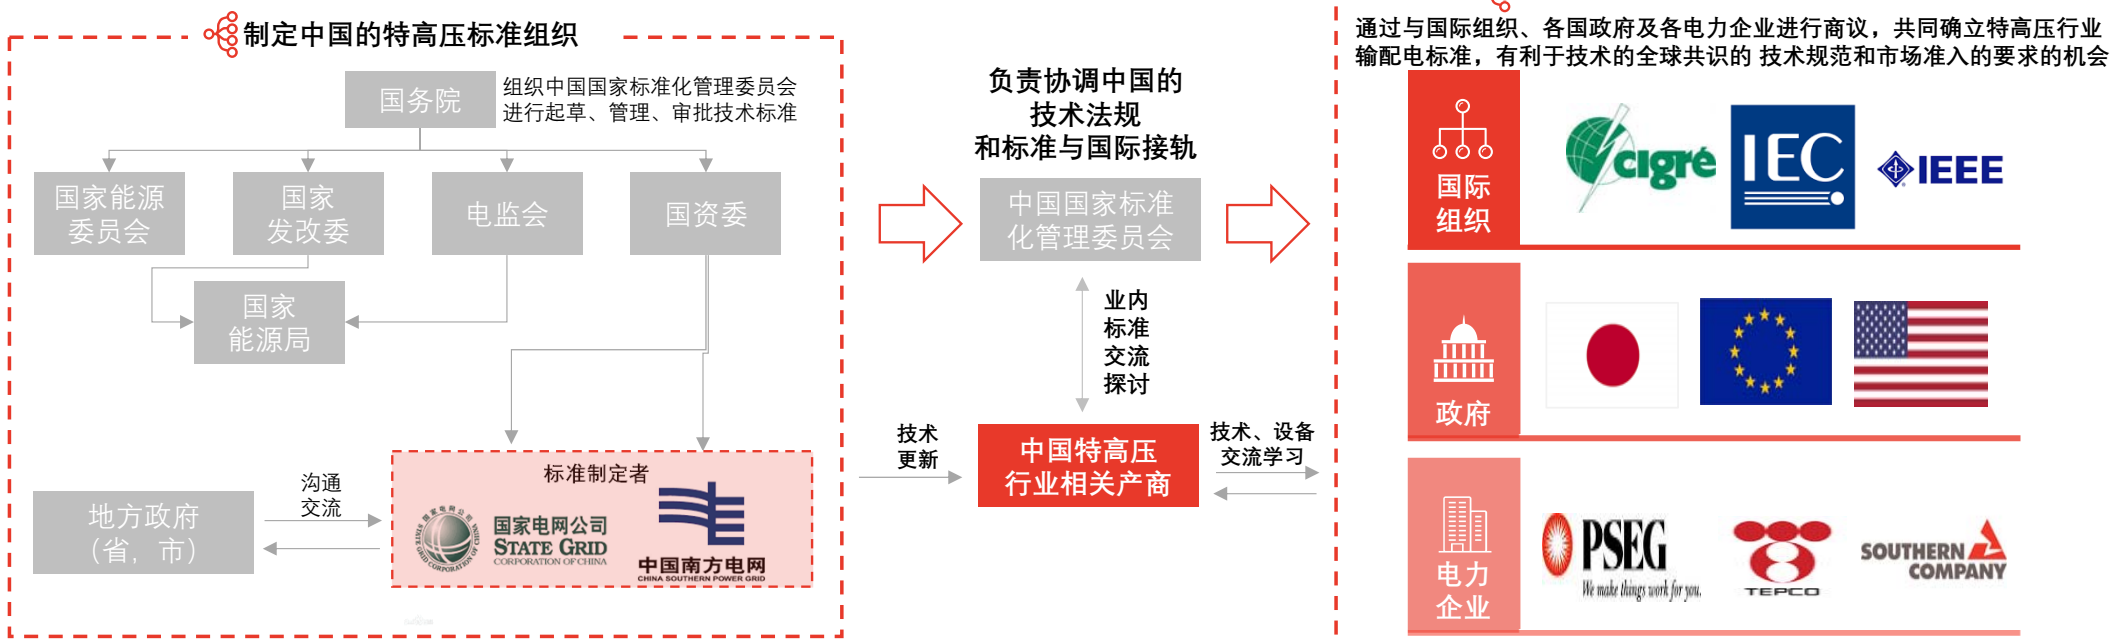 制定中国的特高压标准组织
国务院
组织中国国家标准化管理委员会
进行起草、管理、审批技术标准
国家能源
委员会
国家
发改委
电监会
国资委
国家
能源局
地方政府
（省，市）
沟通
交流
标准制定者
国家电网公司
STATE GRID
CORPORATION OF CHINA
国家电网公司
STATE GRID CORPORATION OF CHINA
中国南方电网
CHINA SOUTHERN POWER GRID
负责协调中国的
技术法规
和标准与国际接轨
中国国家标准
化管理委员会
业内
标准
交流
探讨
技术
更新
中国特高压
行业相关产商
技术、设备
交流学习
通过与国际组织、各国政府及各电力企业进行商议，共同确立特高压行业
输配电标准，有利于技术的全球共识的 技术规范和市场准入的要求的机会
国际
组织
cigré
IEC
IEEE
政府
电力
企业
PSEG
We make things work for you.
TEPCO
SOUTHERN
COMPANY